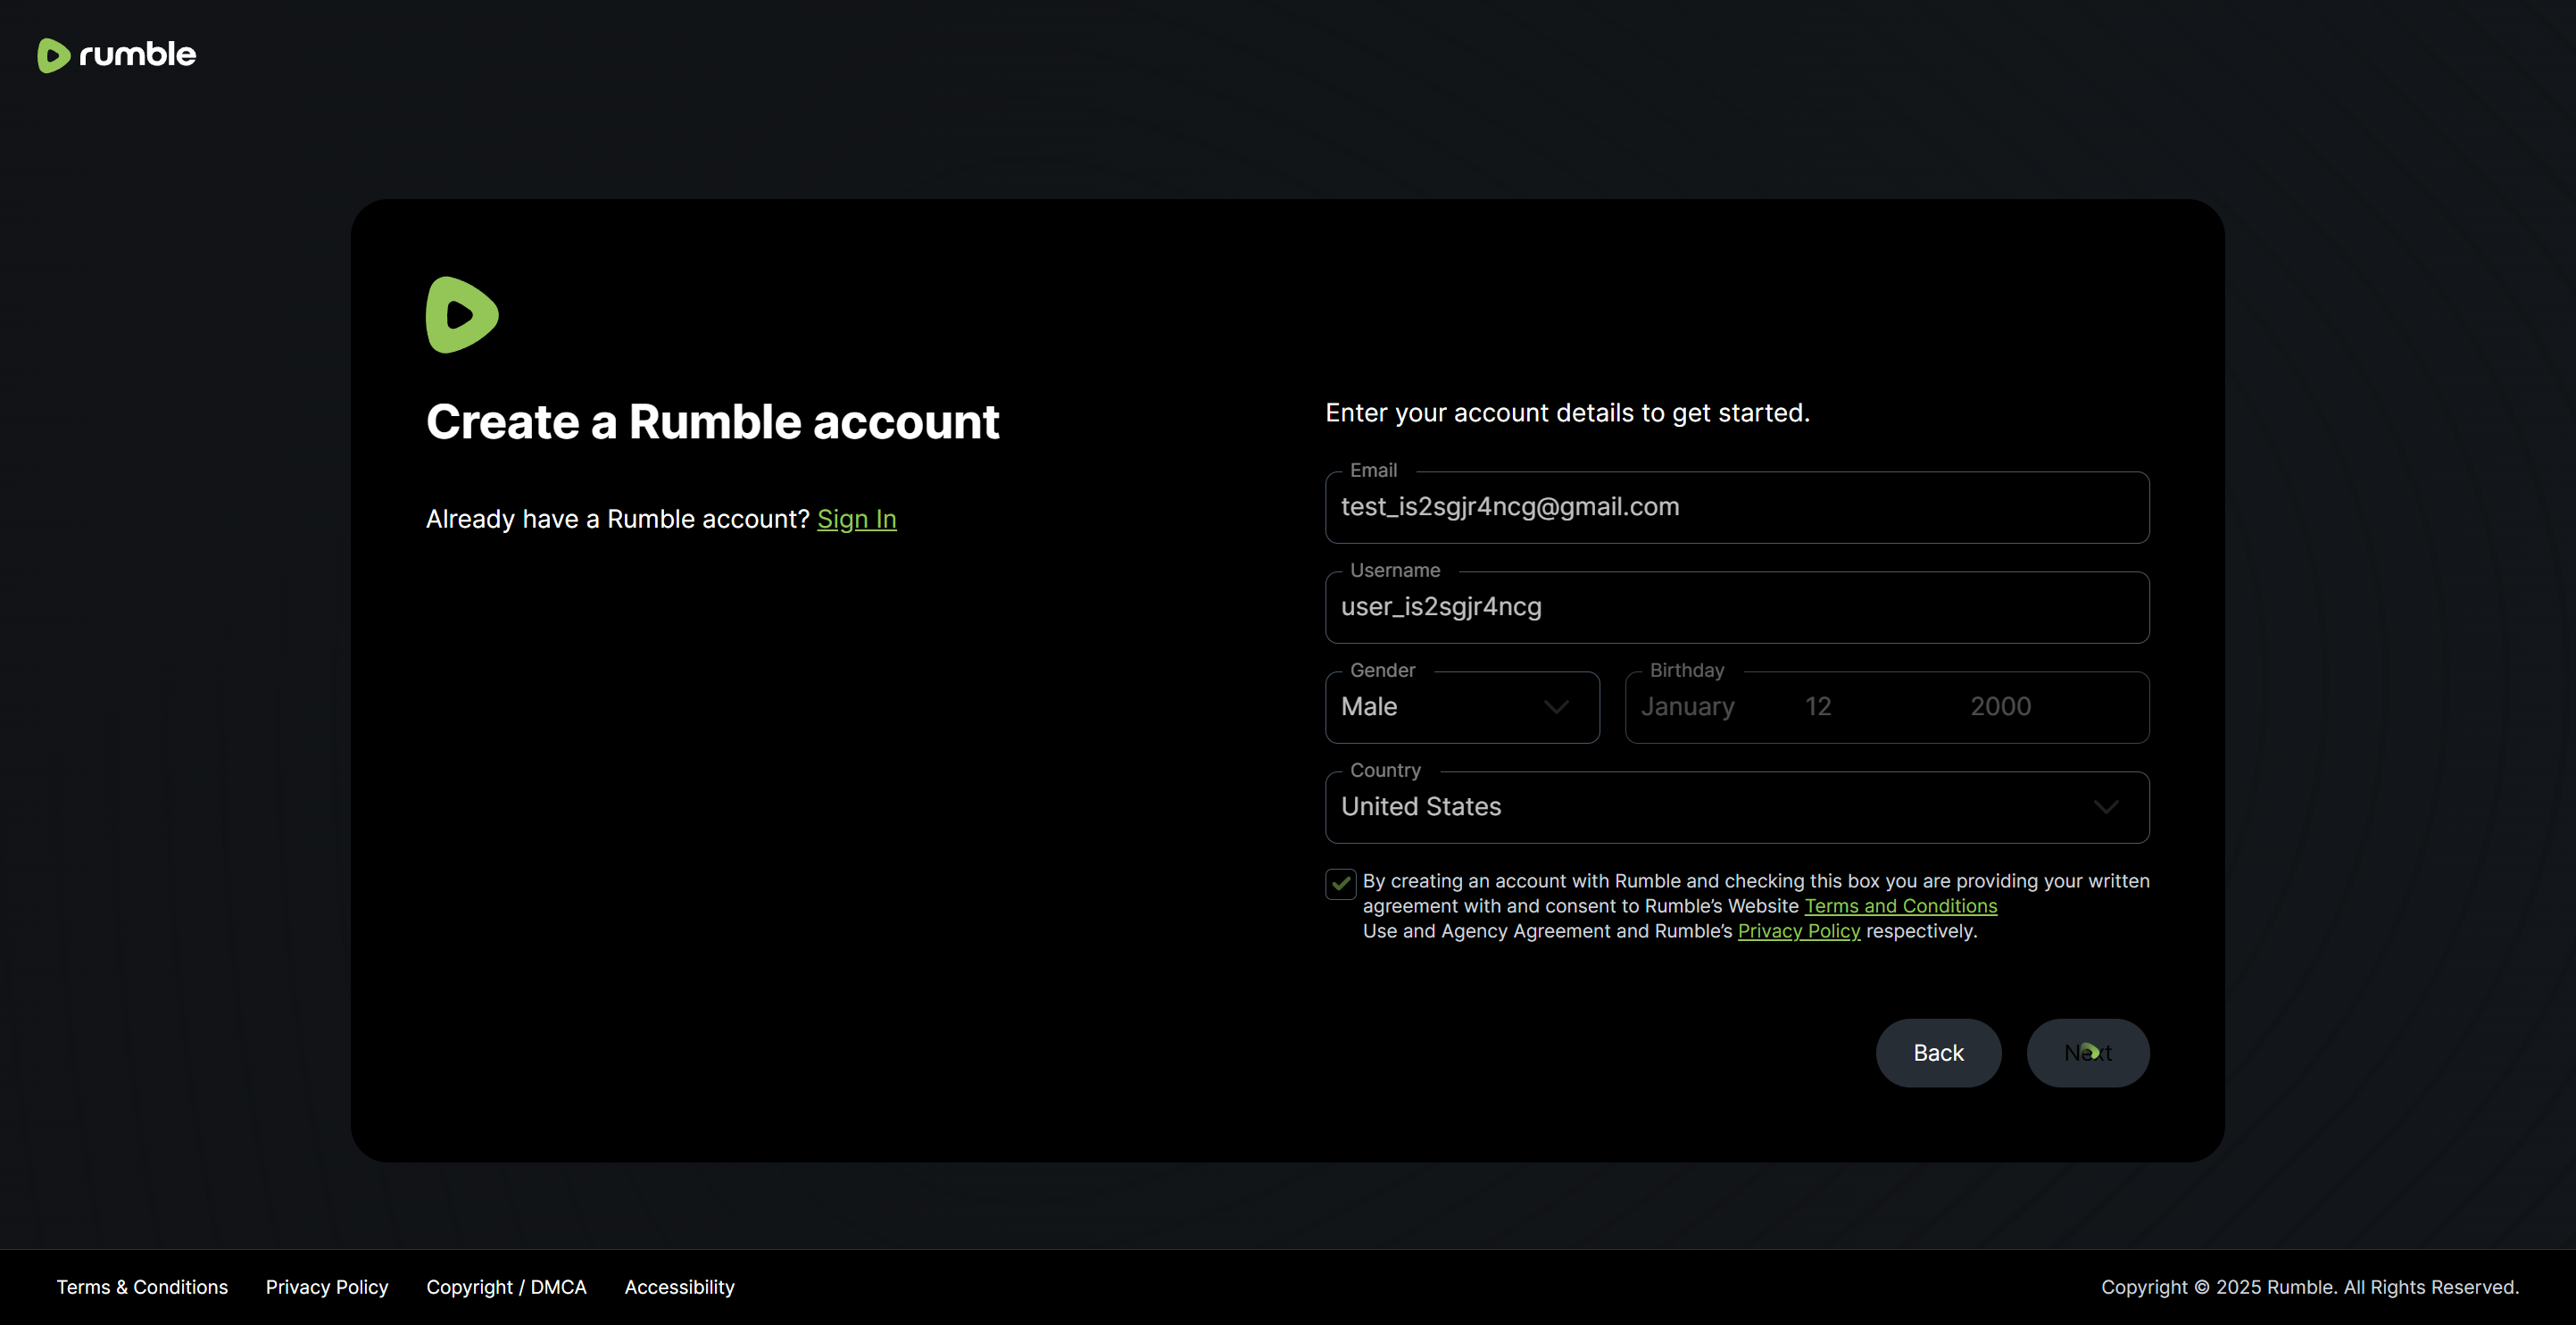 rumble
Create a Rumble account
Already have a Rumble account? Sign In
Enter your account details to get started.
Email
test_is2sgjr4ncg@gmail.com
Username
user_is2sgjr4ncg
Gender
Male
Birthday
January 12 2000
Country
United States
By creating an account with Rumble and checking this box you are providing your written
agreement with and consent to Rumble’s Website Terms and Conditions
Use and Agency Agreement and Rumble’s Privacy Policy respectively.
Back
Next
Terms & Conditions Privacy Policy Copyright / DMCA Accessibility
Copyright © 2025 Rumble. All Rights Reserved.